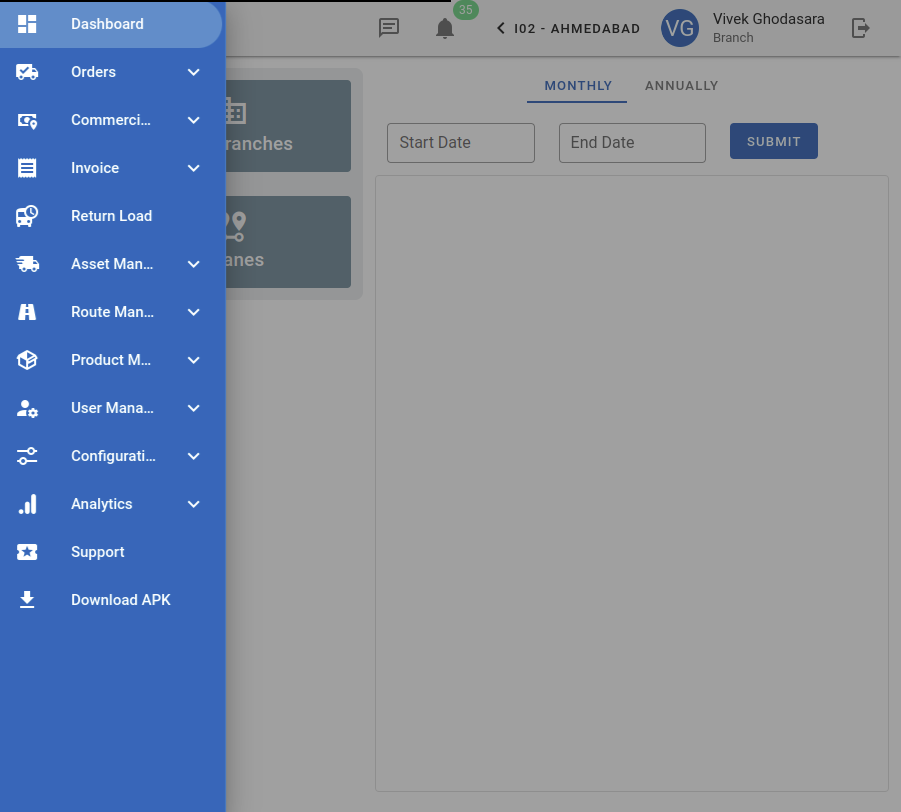 Dashboard
Orders
Commerci...
Invoice
Return Load
Asset Man...
Route Man...
Product M...
User Mana...
Configurati...
Analytics
Support
Download APK
35
I02 - AHMEDABAD
VG
Vivek Ghodasara
Branch
ranches
anes
MONTHLY
ANNUALLY
Start Date
End Date
SUBMIT